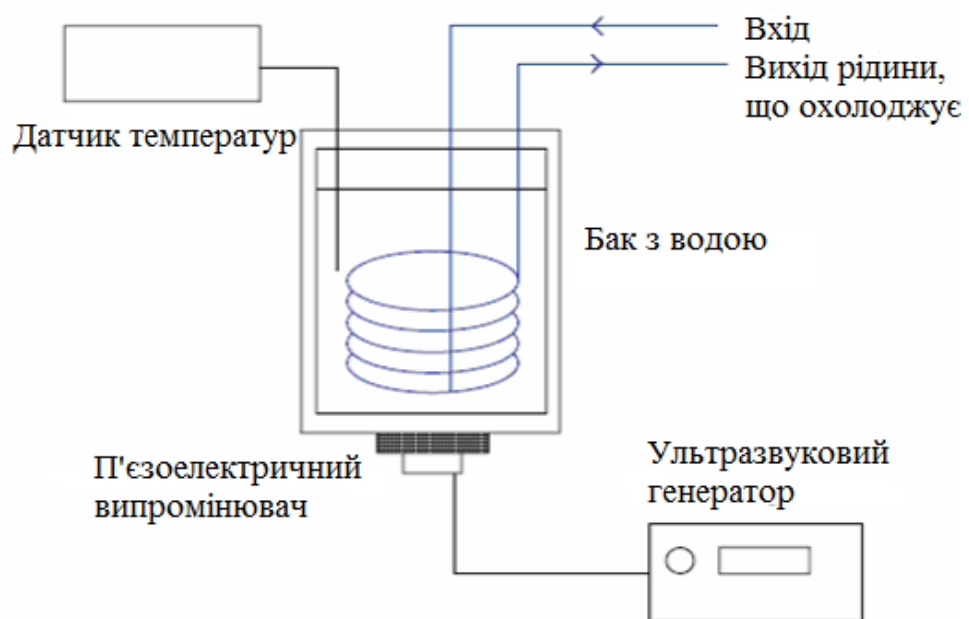 Вхід
Вихід рідини,
що охолоджує
Датчик температур
Бак з водою
П'єзоелектричний
випромінювач
Ультразвуковий
генератор